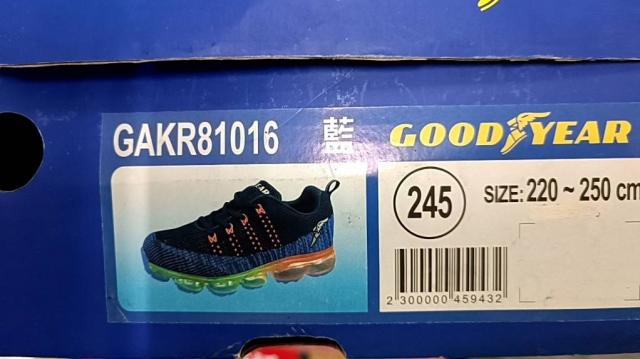 GAKR81016 藍 GOODYEAR
245 SIZE: 220 ~ 250 cm
2 300000 459432